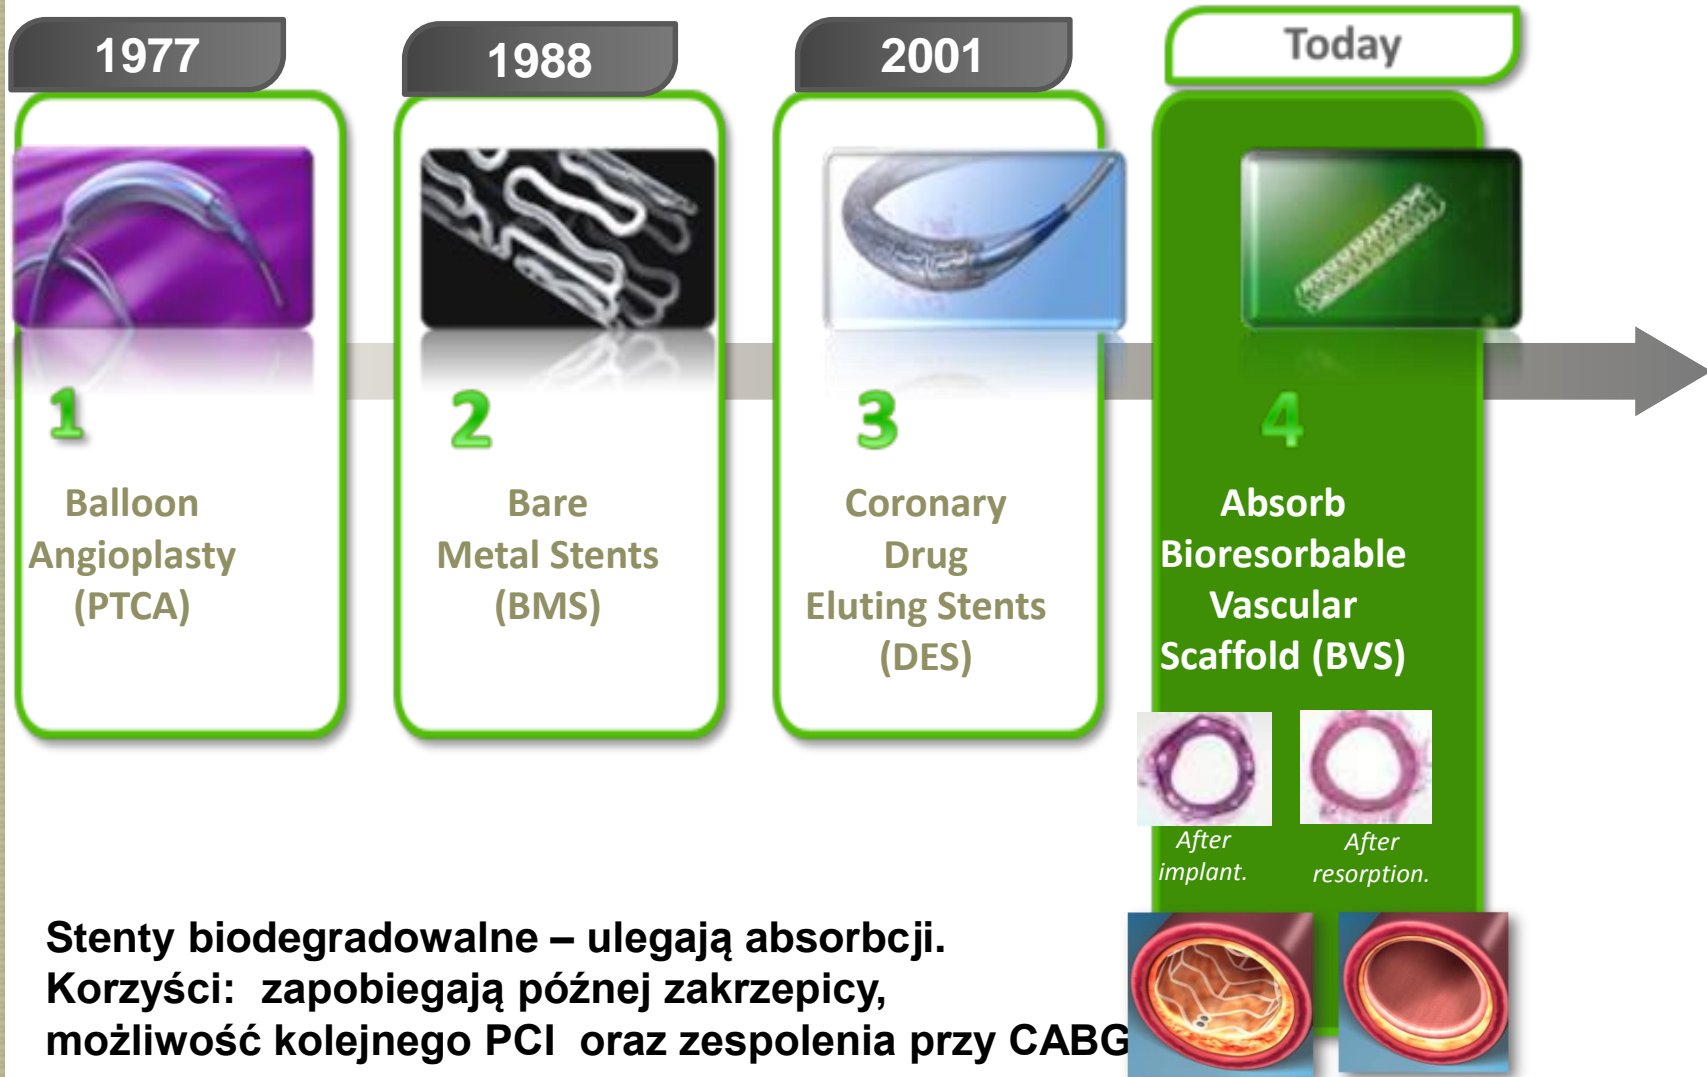 1977
1
Balloon
Angioplasty
(PTCA)
1988
2
Bare
Metal Stents
(BMS)
2001
3
Coronary
Drug
Eluting Stents
(DES)
Today
4
Absorb
Bioresorbable
Vascular
Scaffold (BVS)
After
implant.
After
resorption.
Stenty biodegradowalne – ulegają absorbcji.
Korzyści:  zapobiegają późnej zakrzepicy,
możliwość kolejnego PCI  oraz zespolenia przy CABG